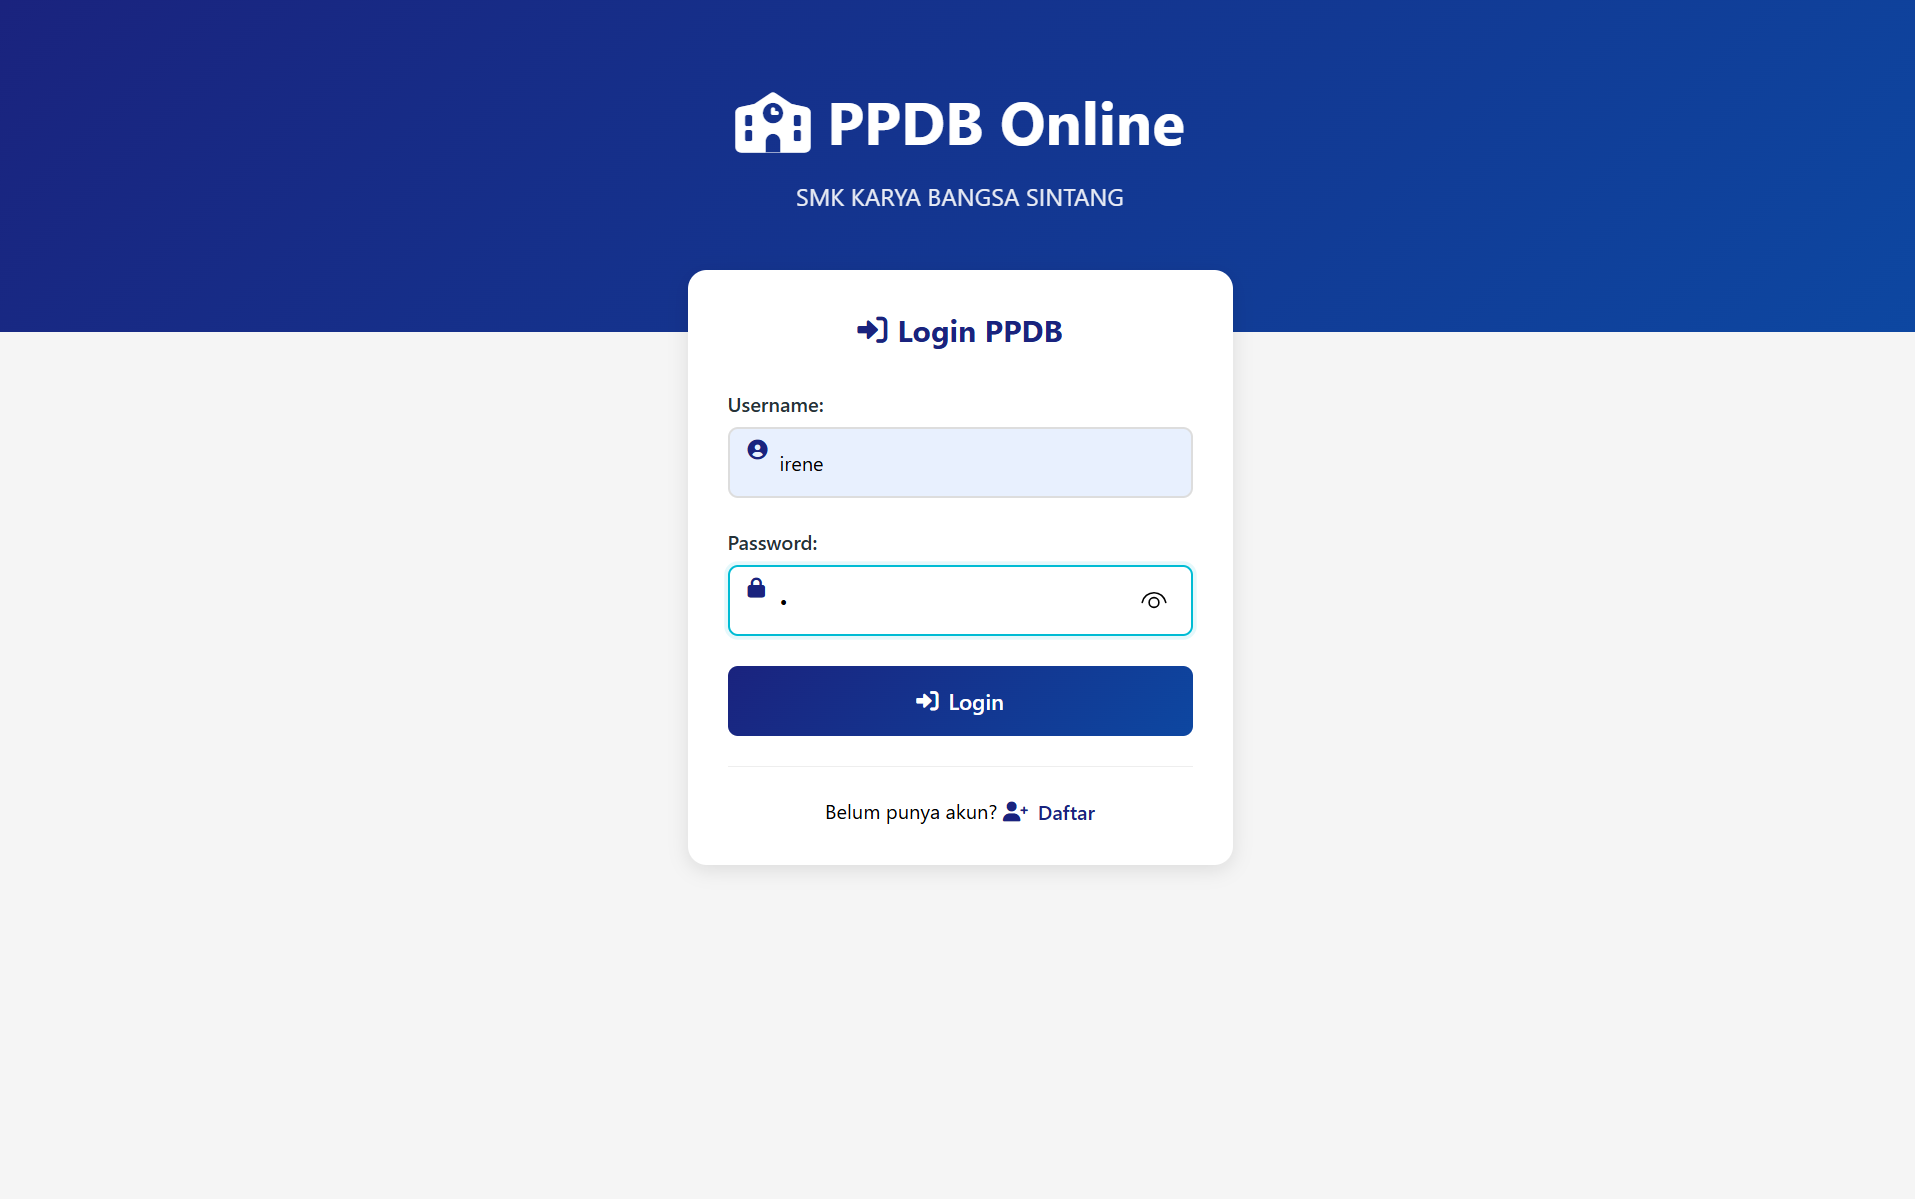 PPDB Online
SMK KARYA BANGSA SINTANG
Login PPDB
Username:
irene
Password:
•
Login
Belum punya akun? Daftar